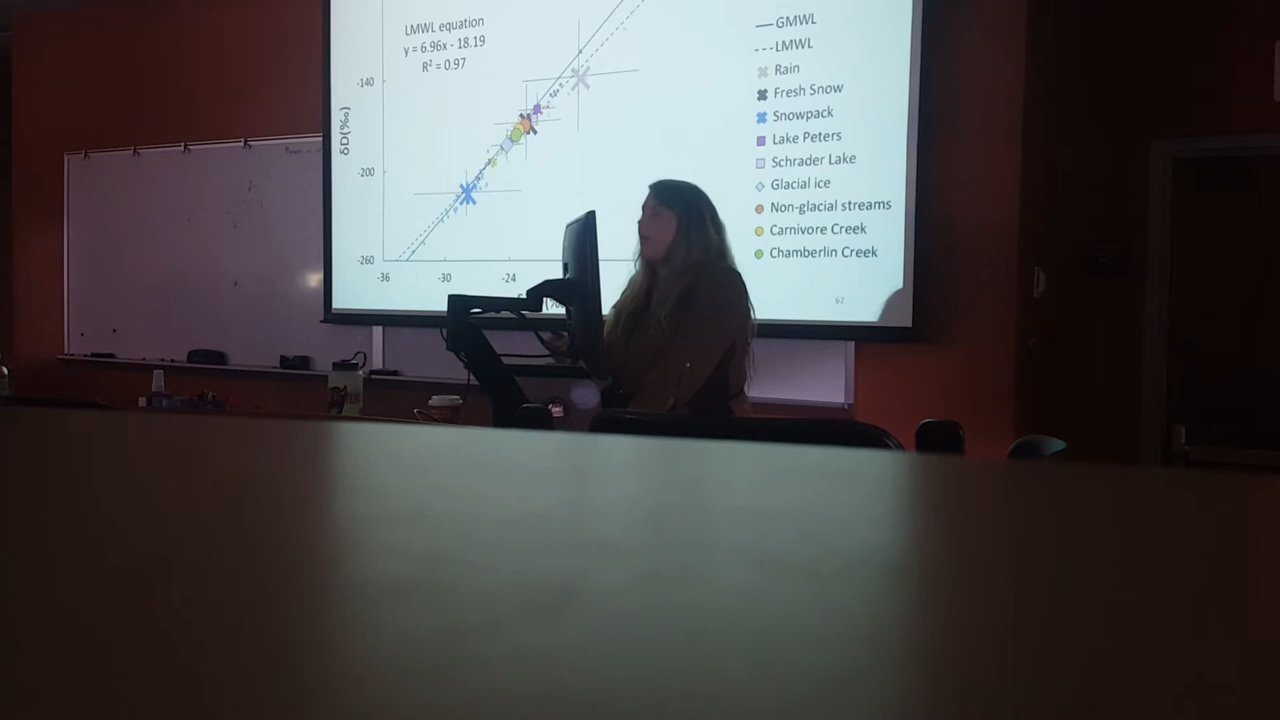 LMWL equation
y = 6.96x - 18.19
R² = 0.97
GMWL
LMWL
Rain
Fresh Snow
Snowpack
Lake Peters
Schrader Lake
Glacial ice
Non-glacial streams
Carnivore Creek
Chamberlin Creek
δD(‰)
-140
-200
-260
-36
-30
-24
62